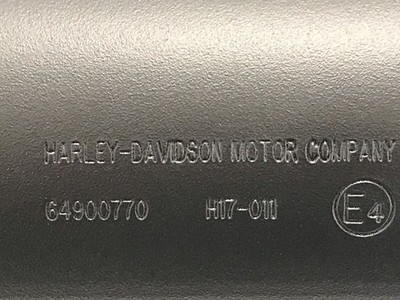 HARLEY-DAVIDSON MOTOR COMPANY
64900770 H17-011 E4